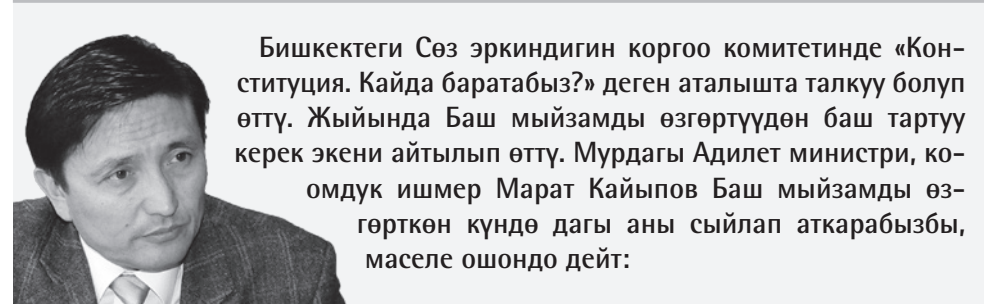 Бишкектеги Сөз эркиндигин коргоо комитетинде «Кон-
ституция. Кайда баратабыз?» деген аталышта талкуу болуп
өттү. Жыйында Баш мыйзамды өзгөртүүдөн баш тартуу
керек экени айтылып өттү. Мурдагы Адилет министри, ко-
омдук ишмер Марат Кайыпов Баш мыйзамды өз-
гөрткөн күндө дагы аны сыйлап аткарабызбы,
маселе ошондо дейт: